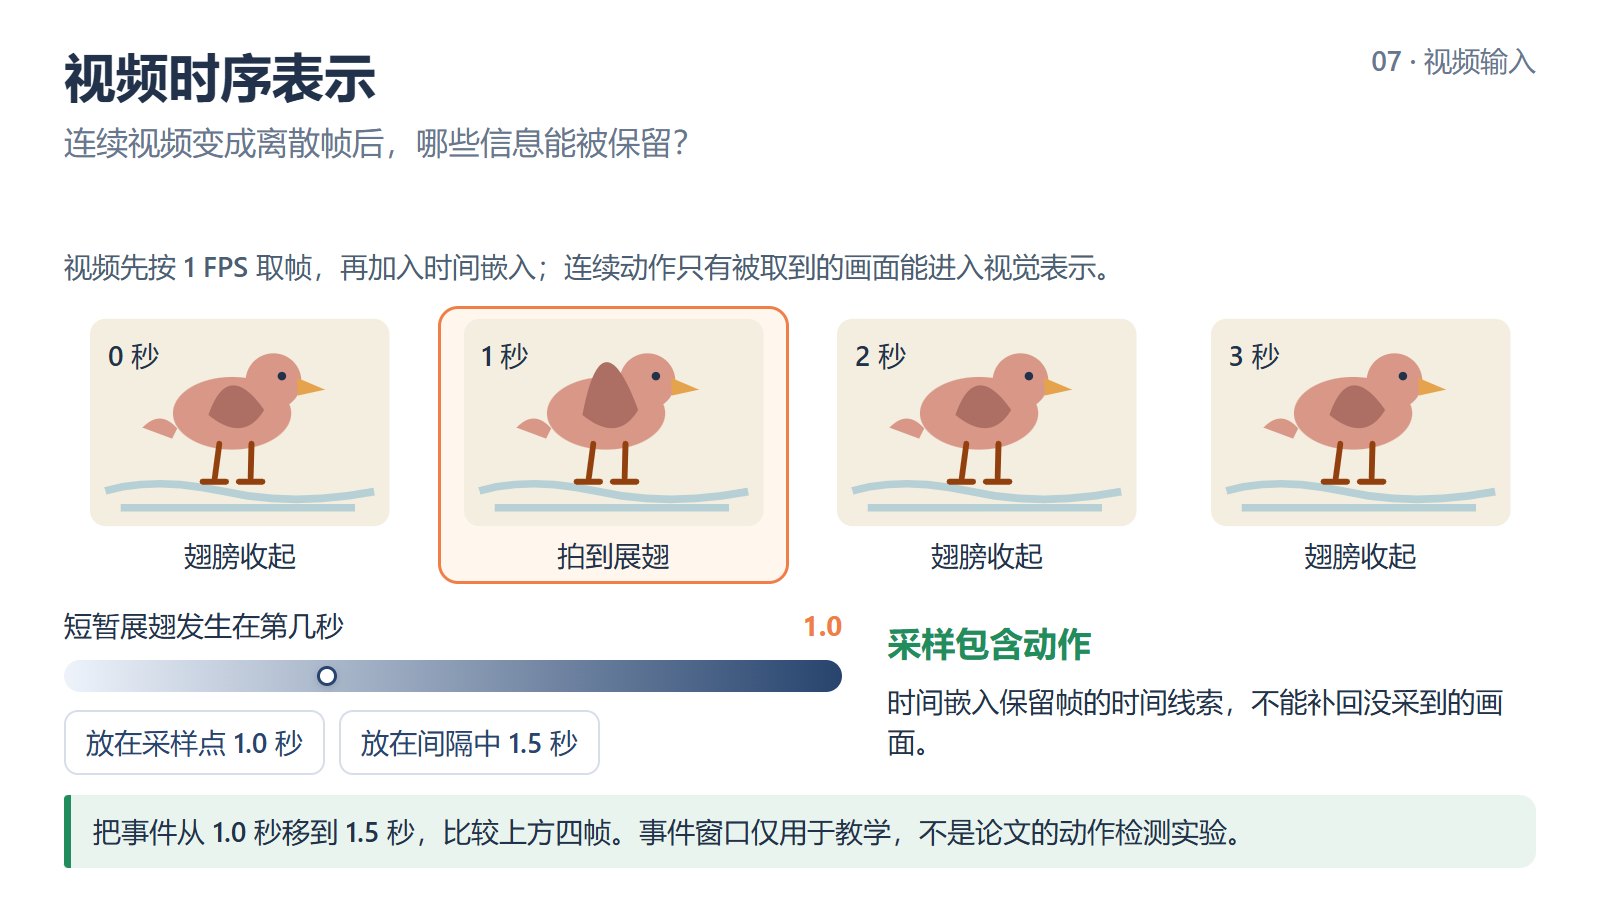 视频时序表示
07 · 视频输入
连续视频变成离散帧后，哪些信息能被保留？
视频先按 1 FPS 取帧，再加入时间嵌入；连续动作只有被取到的画面能进入视觉表示。
0 秒
1 秒
2 秒
3 秒
翅膀收起
拍到展翅
翅膀收起
翅膀收起
短暂展翅发生在第几秒
1.0
放在采样点 1.0 秒
放在间隔中 1.5 秒
采样包含动作
时间嵌入保留帧的时间线索，不能补回没采到的画
面。
把事件从 1.0 秒移到 1.5 秒，比较上方四帧。事件窗口仅用于教学，不是论文的动作检测实验。